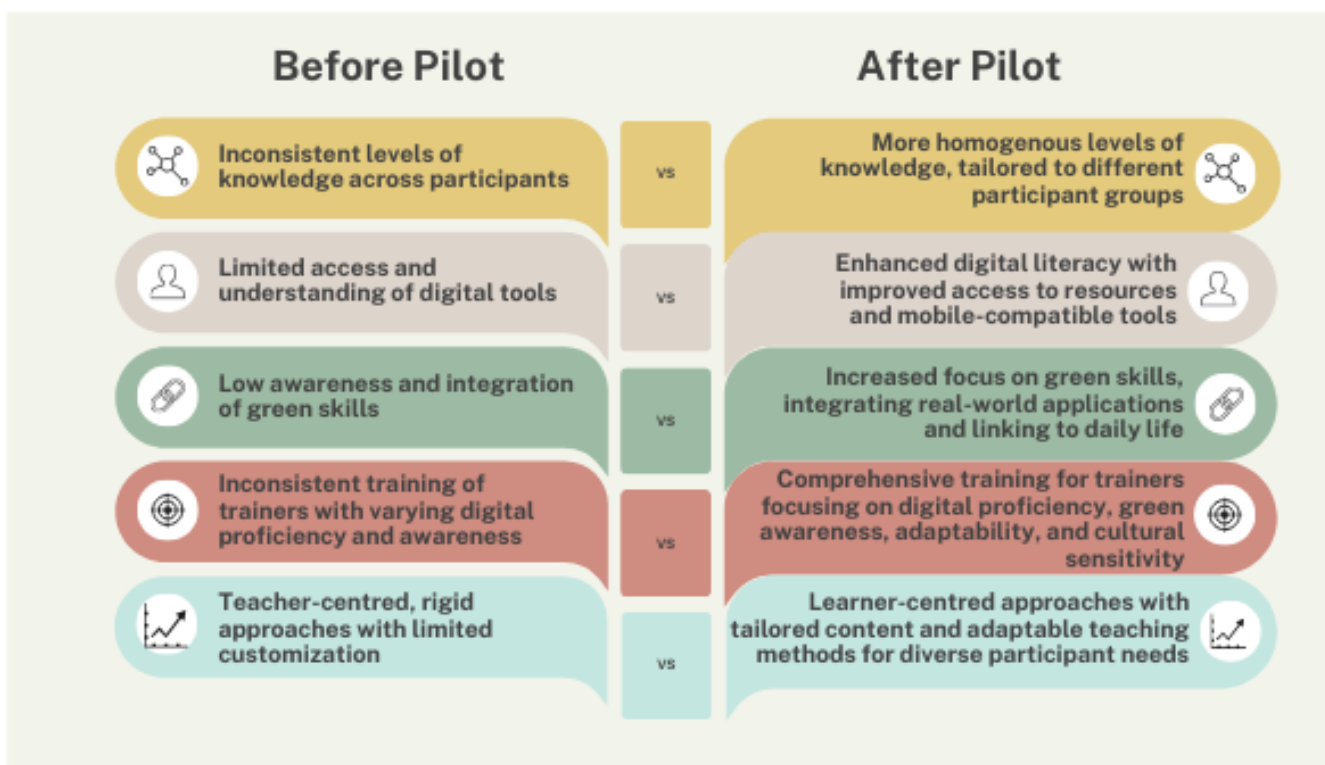 Before Pilot
After Pilot
Inconsistent levels of
knowledge across participants
vs
More homogenous levels of
knowledge, tailored to different
participant groups
Limited access and
understanding of digital tools
vs
Enhanced digital literacy with
improved access to resources
and mobile-compatible tools
Low awareness and integration
of green skills
vs
Increased focus on green skills,
integrating real-world applications
and linking to daily life
Inconsistent training of
trainers with varying digital
proficiency and awareness
vs
Comprehensive training for trainers
focusing on digital proficiency, green
awareness, adaptability, and cultural
sensitivity
Teacher-centred, rigid
approaches with limited
customization
vs
Learner-centred approaches with
tailored content and adaptable teaching
methods for diverse participant needs